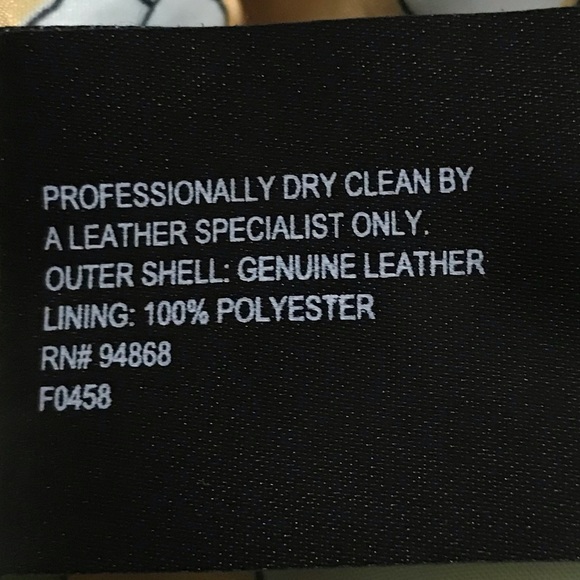 PROFESSIONALLY DRY CLEAN BY
A LEATHER SPECIALIST ONLY.
OUTER SHELL: GENUINE LEATHER
LINING: 100% POLYESTER
RN# 94868
F0458